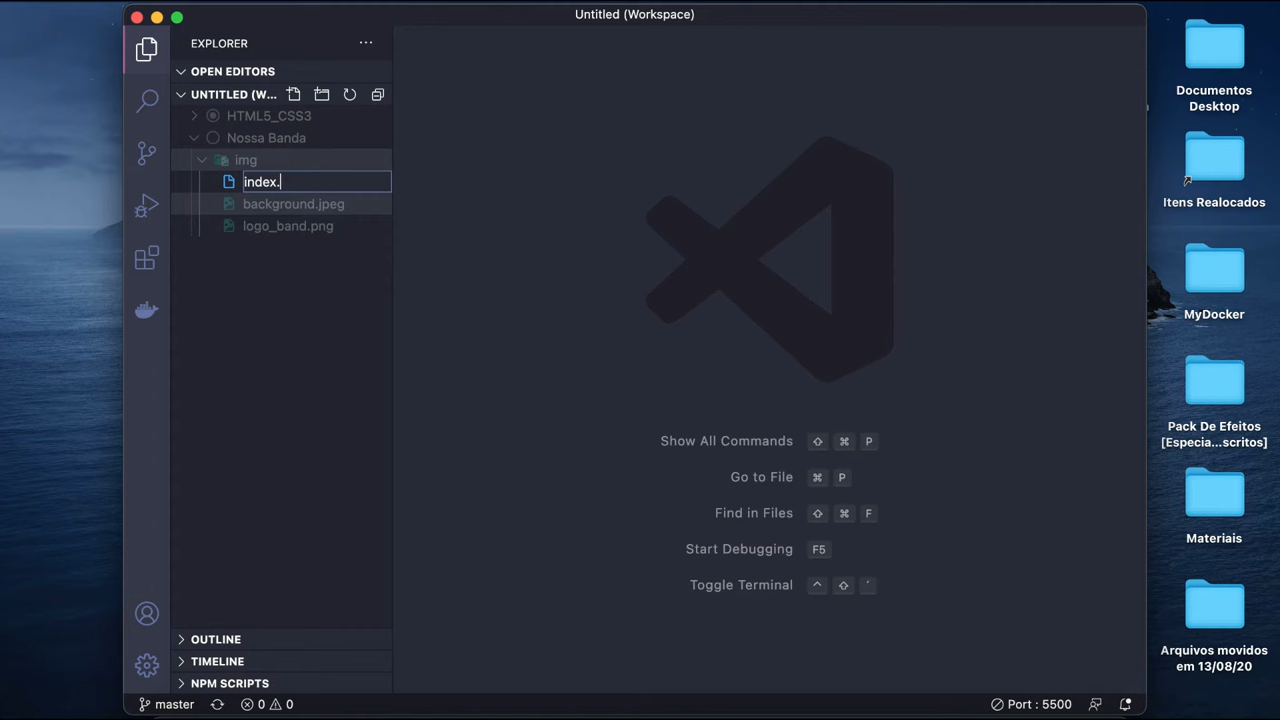 Untitled (Workspace)
EXPLORER
OPEN EDITORS
UNTITLED (W...
HTML5_CSS3
Nossa Banda
img
index.
background.jpeg
logo_band.png
OUTLINE
TIMELINE
NPM SCRIPTS
Show All Commands ⇧ ⌘ P
Go to File ⌘ P
Find in Files ⇧ ⌘ F
Start Debugging F5
Toggle Terminal ^ ⇧ `
master
0 0
Port : 5500
Documentos
Desktop
Itens Realocados
MyDocker
Pack De Efeitos
[Especia...scritos]
Materiais
Arquivos movidos
em 13/08/20